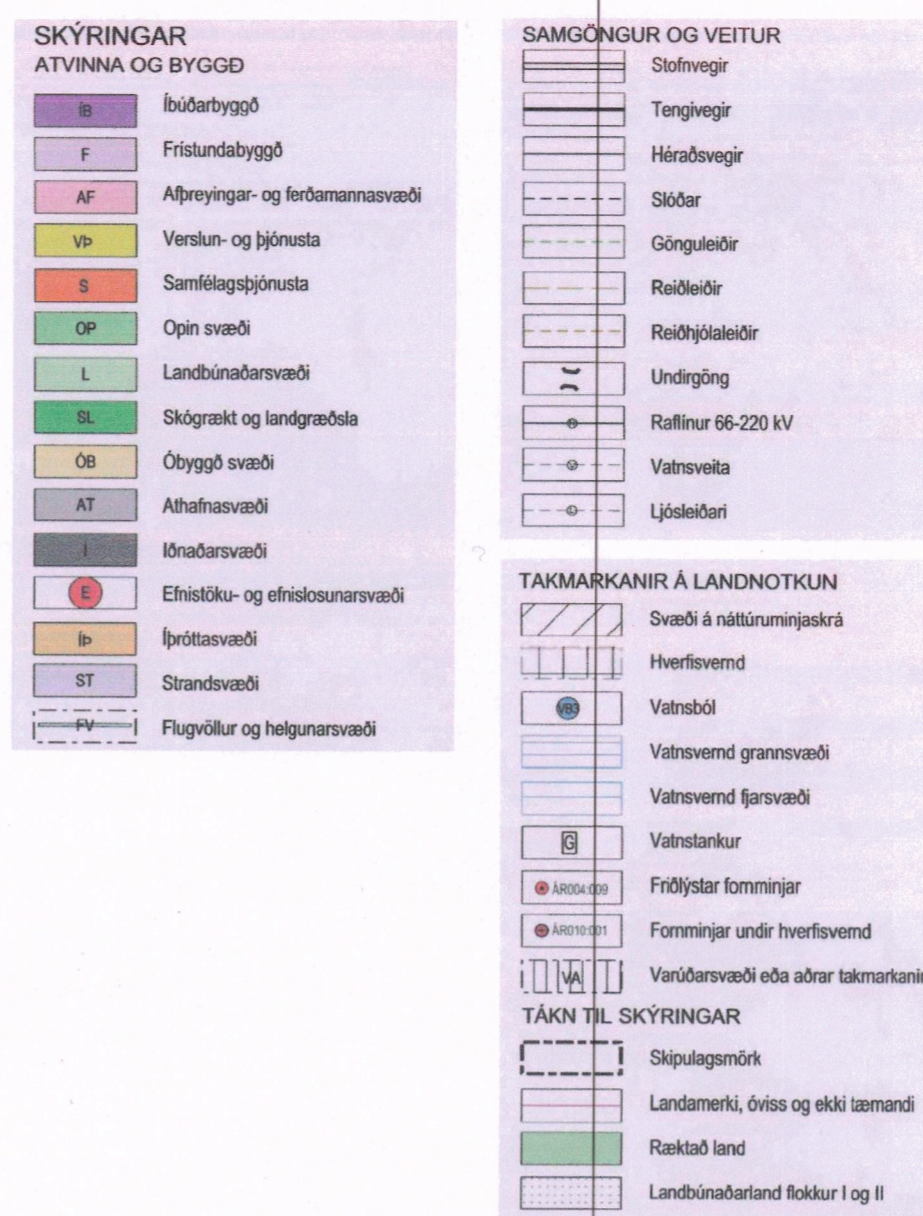 SKÝRINGAR
ATVINNA OG BYGGÐ
ÍB Íbúðarbyggð
F Frístundabyggð
AF Afþreyingar- og ferðamannasvæði
VÞ Verslun- og þjónusta
S Samfélagsþjónusta
OP Opin svæði
L Landbúnaðarsvæði
SL Skógrækt og landgræðsla
ÓB Óbyggð svæði
AT Athafnasvæði
I Iðnaðarsvæði
E Efnistöku- og efnislosunarsvæði
ÍÞ Íþróttasvæði
ST Strandsvæði
FV Flugvöllur og helgunarsvæði
SAMGÖNGUR OG VEITUR
Stofnvegir
Tengivegir
Héraðsvegir
Slóðar
Gönguleiðir
Reiðleiðir
Reiðhjólaleiðir
Undirgöng
Raflínur 66-220 kV
Vatnsveita
Ljósleiðari
TAKMARKANIR Á LANDNOTKUN
Svæði á náttúruminjaskrá
Hverfisvernd
VB3 Vatnsból
Vatnsvernd grannsvæði
Vatnsvernd fjarsvæði
G Vatnstankur
ÁR004:009 Friðlýstar fornminjar
ÁR010:001 Fornminjar undir hverfisvernd
VA Varúðarsvæði eða aðrar takmarkanir
TÁKN TIL SKÝRINGAR
Skipulagsmörk
Landamerki, óviss og ekki tæmandi
Ræktað land
Landbúnaðarland flokkur I og II